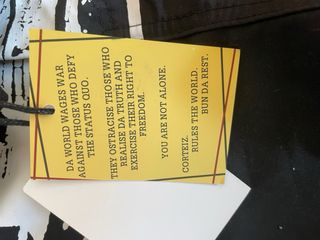 DA WORLD WAGES WAR
AGAINST THOSE WHO DEFY
THE STATUS QUO.
THEY OSTRACISE THOSE WHO
REALISE DA TRUTH AND
EXERCISE THEIR RIGHT TO
FREEDOM.
YOU ARE NOT ALONE.
CORTEIZ
RULES THE WORLD.
BUN DA REST.